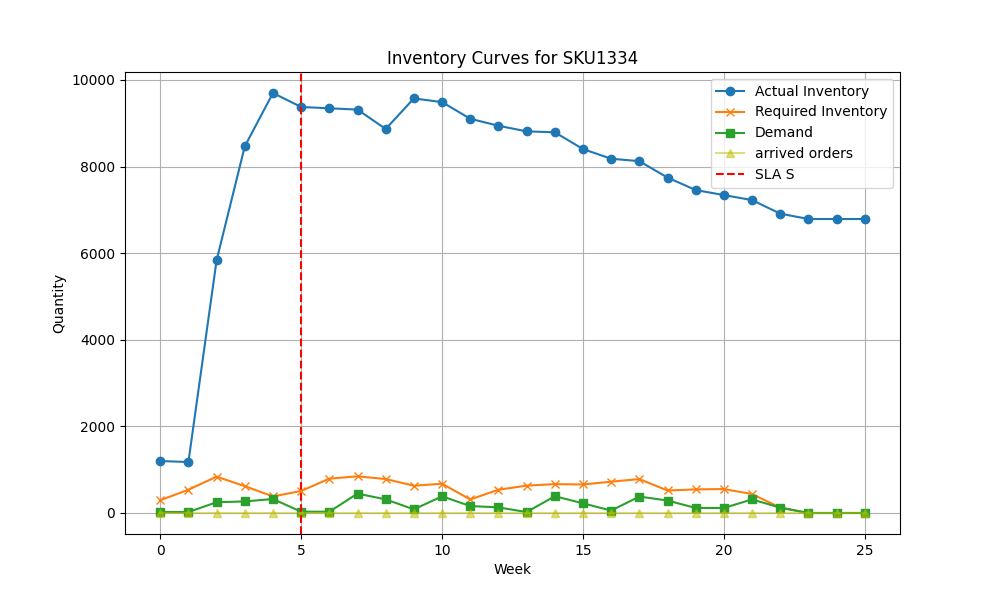 Inventory Curves for SKU1334
10000
8000
6000
4000
2000
0
Quantity
Actual Inventory
Required Inventory
Demand
arrived orders
SLA S
0 5 10 15 20 25
Week